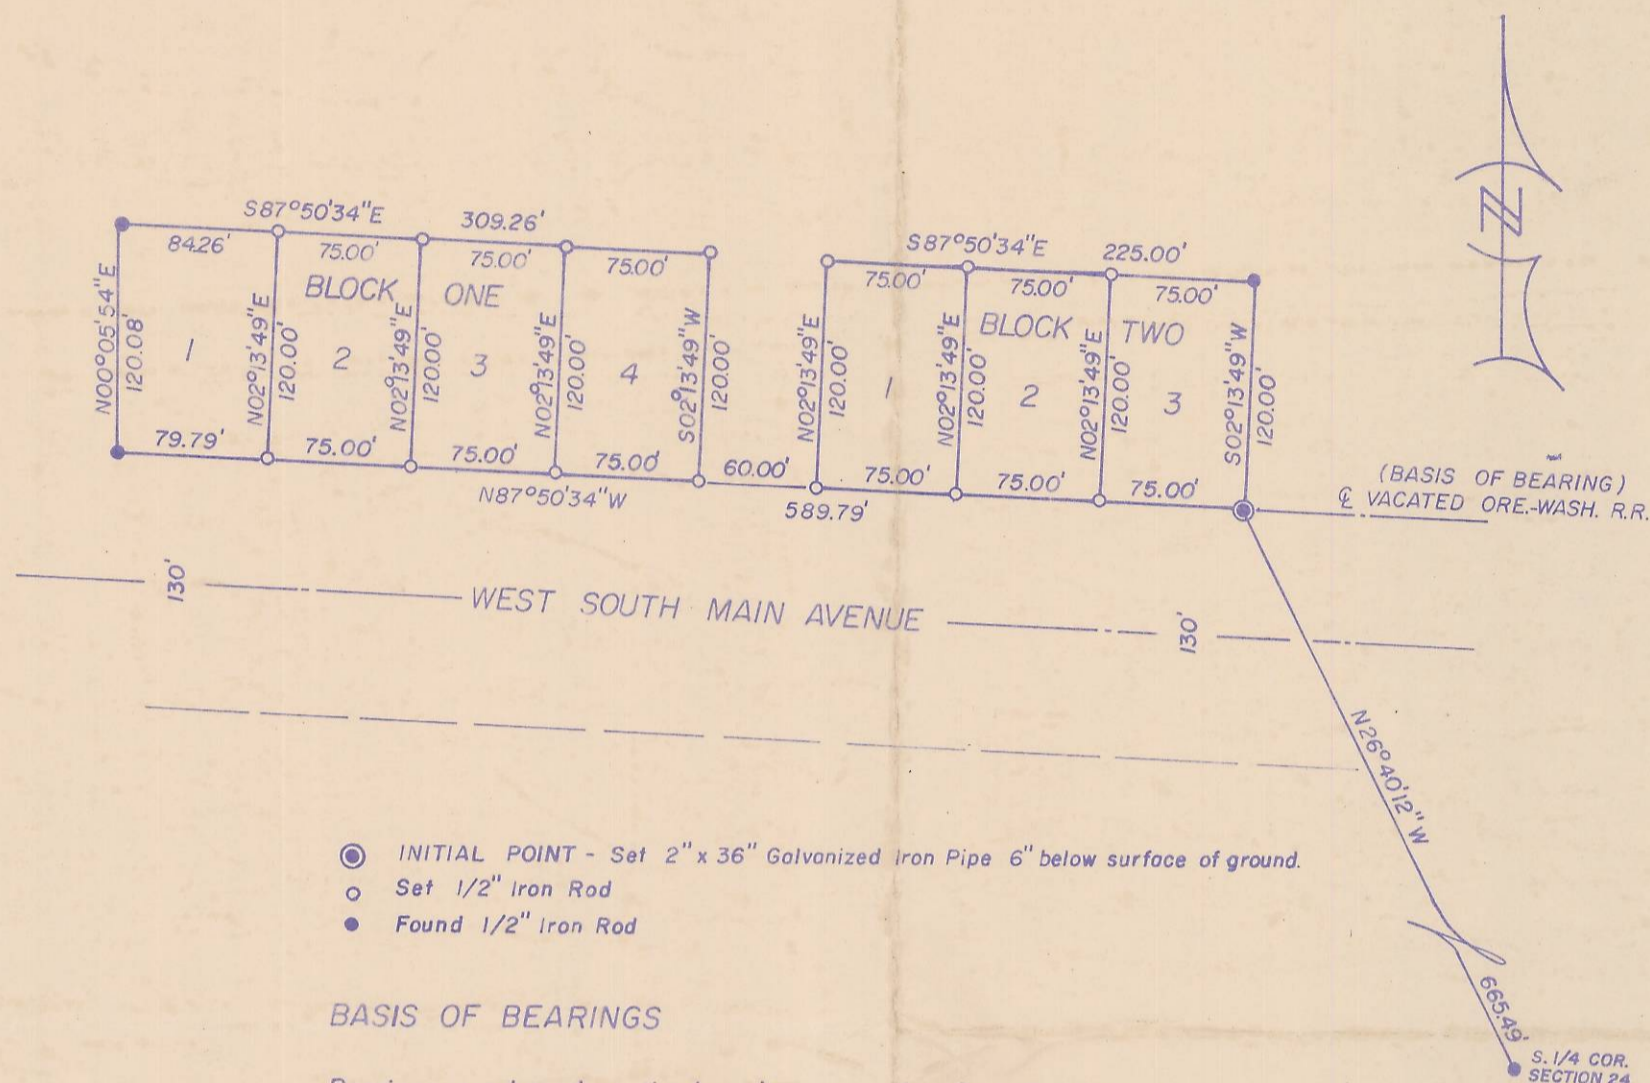 S87°50'34"E 309.26'
84.26' 75.00' 75.00' 75.00'
BLOCK ONE
N00°05'54"E
120.08'
1
N02°13'49"E
120.00'
2
N02°13'49"E
120.00'
3
N02°13'49"E
120.00'
4
S02°13'49"W
120.00'
79.79' 75.00' 75.00' 75.00' 60.00'
N87°50'34"W
589.79'
S87°50'34"E 225.00'
75.00' 75.00' 75.00'
BLOCK TWO
N02°13'49"E
120.00'
1
N02°13'49"E
120.00'
2
N02°13'49"E
120.00'
3
S02°13'49"W
120.00'
75.00' 75.00' 75.00'
N
(BASIS OF BEARING)
℄ VACATED ORE.-WASH. R.R.
130'
WEST SOUTH MAIN AVENUE
130'
N26°40'12"W
665.49'
S. 1/4 COR.
SECTION 24
INITIAL POINT - Set 2" x 36" Galvanized Iron Pipe 6" below surface of ground.
Set 1/2" Iron Rod
Found 1/2" Iron Rod
BASIS OF BEARINGS